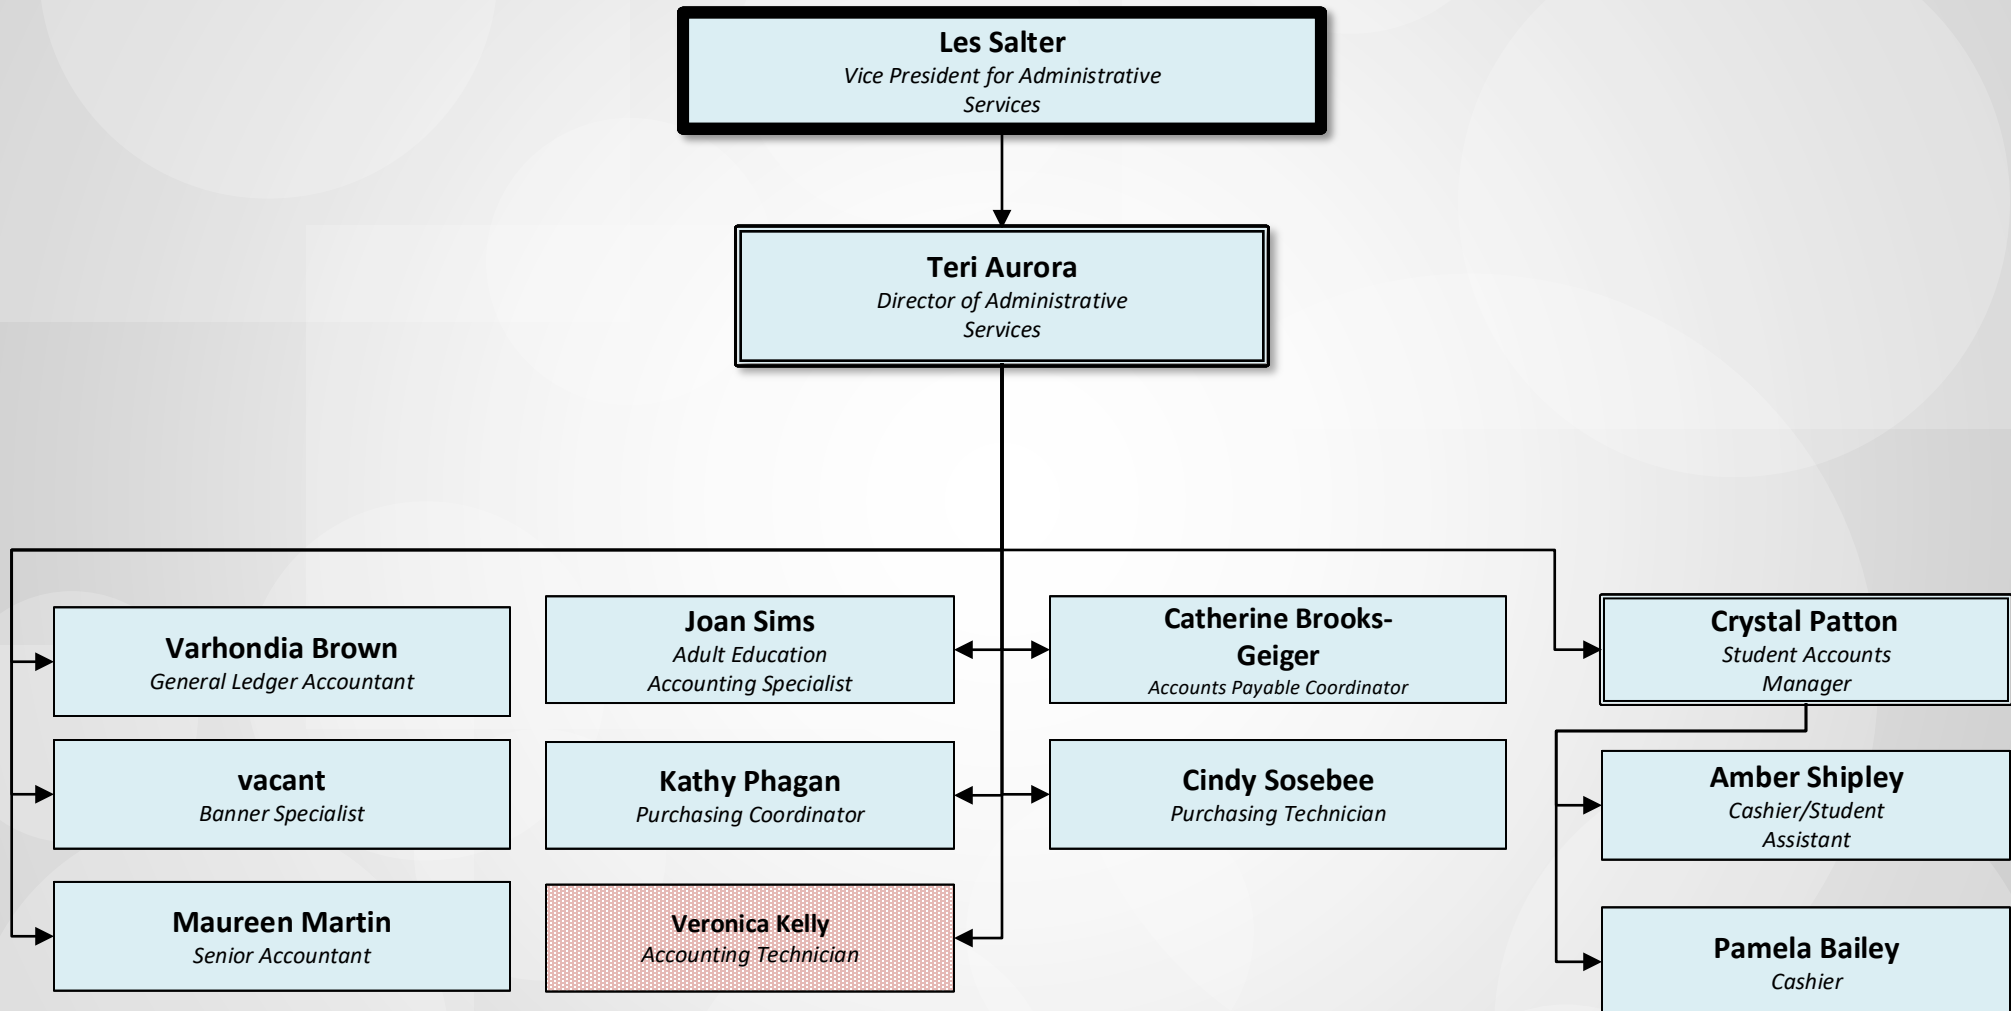 Les Salter
Vice President for Administrative
Services
Teri Aurora
Director of Administrative
Services
Varhondia Brown
General Ledger Accountant
vacant
Banner Specialist
Maureen Martin
Senior Accountant
Joan Sims
Adult Education
Accounting Specialist
Kathy Phagan
Purchasing Coordinator
Veronica Kelly
Accounting Technician
Catherine Brooks-
Geiger
Accounts Payable Coordinator
Cindy Sosebee
Purchasing Technician
Crystal Patton
Student Accounts
Manager
Amber Shipley
Cashier/Student
Assistant
Pamela Bailey
Cashier